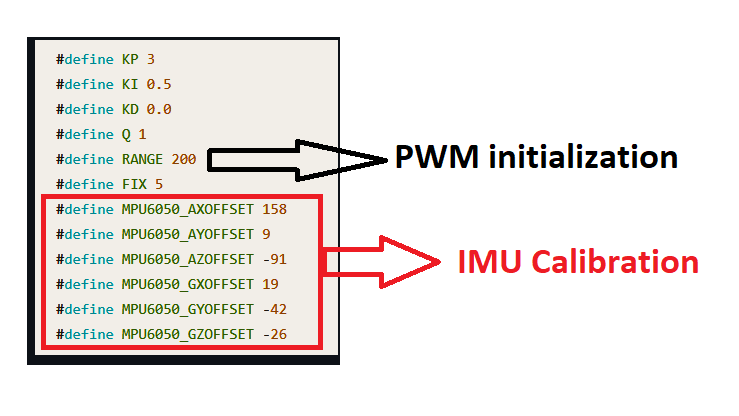 #define KP 3
#define KI 0.5
#define KD 0.0
#define Q 1
#define RANGE 200
PWM initialization
#define FIX 5
#define MPU6050_AXOFFSET 158
#define MPU6050_AYOFFSET 9
#define MPU6050_AZOFFSET -91
#define MPU6050_GXOFFSET 19
#define MPU6050_GYOFFSET -42
#define MPU6050_GZOFFSET -26
IMU Calibration